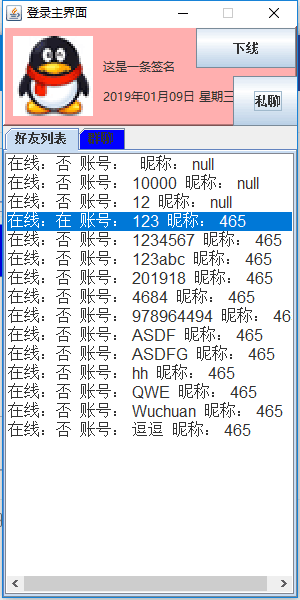 登录主界面
下线
这是一条签名
2019年01月09日 星期三
私聊
好友列表 群聊
在线：否 账号： 昵称： null
在线：否 账号： 10000 昵称： null
在线：否 账号： 12 昵称： null
在线：在 账号： 123 昵称： 465
在线：否 账号： 1234567 昵称： 465
在线：否 账号： 123abc 昵称： 465
在线：否 账号： 201918 昵称： 465
在线：否 账号： 4684 昵称： 465
在线：否 账号： 978964494 昵称： 46
在线：否 账号： ASDF 昵称： 465
在线：否 账号： ASDFG 昵称： 465
在线：否 账号： hh 昵称： 465
在线：否 账号： QWE 昵称： 465
在线：否 账号： Wuchuan 昵称： 465
在线：否 账号： 逗逗 昵称： 465